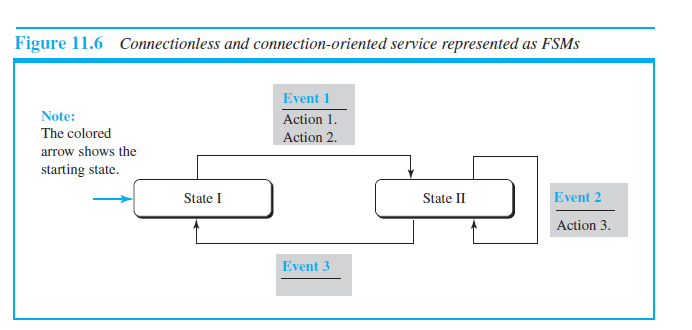 Figure 11.6 Connectionless and connection-oriented service represented as FSMs
Note:
The colored
arrow shows the
starting state.
Event 1
Action 1.
Action 2.
State I
State II
Event 2
Action 3.
Event 3